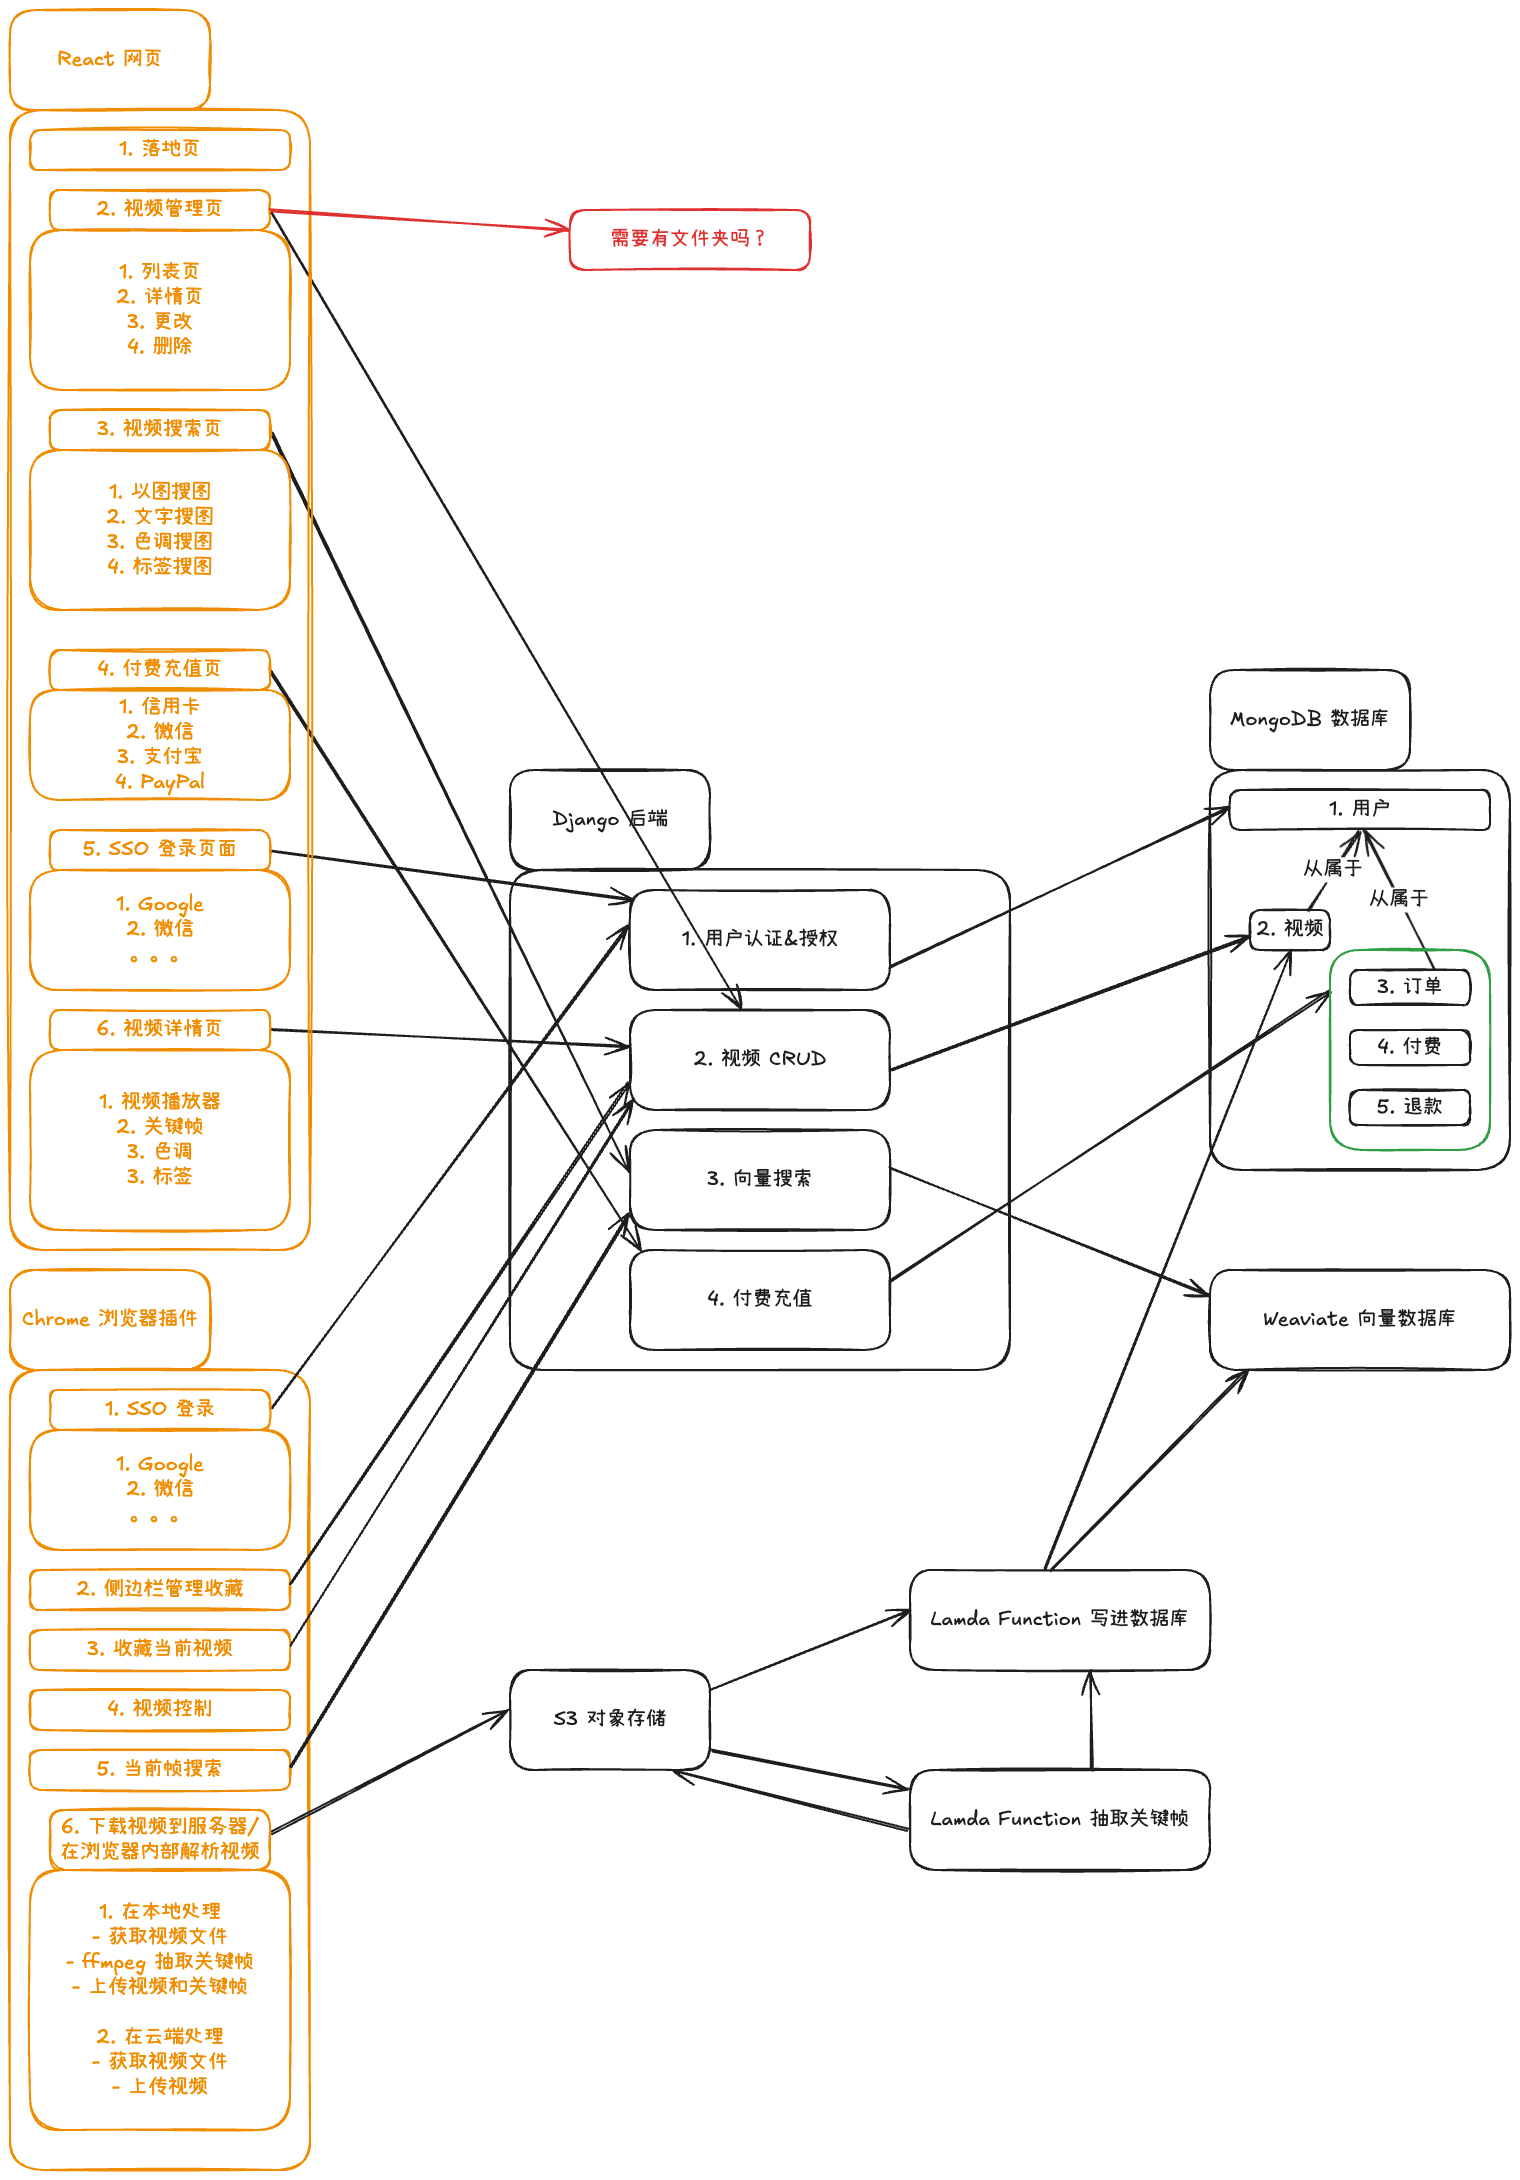 React 网页
1. 落地页
2. 视频管理页
1. 列表页
2. 详情页
3. 更改
4. 删除
需要有文件夹吗？
3. 视频搜索页
1. 以图搜图
2. 文字搜图
3. 色调搜图
4. 标签搜图
4. 付费充值页
1. 信用卡
2. 微信
3. 支付宝
4. PayPal
5. SSO 登录页面
1. Google
2. 微信
。。。
6. 视频详情页
1. 视频播放器
2. 关键帧
3. 色调
3. 标签
Chrome 浏览器插件
1. SSO 登录
1. Google
2. 微信
。。。
2. 侧边栏管理收藏
3. 收藏当前视频
4. 视频控制
5. 当前帧搜索
6. 下载视频到服务器/
在浏览器内部解析视频
1. 在本地处理
- 获取视频文件
- ffmpeg 抽取关键帧
- 上传视频和关键帧
2. 在云端处理
- 获取视频文件
- 上传视频
Django 后端
1. 用户认证&授权
2. 视频 CRUD
3. 向量搜索
4. 付费充值
MongoDB 数据库
1. 用户
从属于
从属于
2. 视频
3. 订单
4. 付费
5. 退款
Weaviate 向量数据库
Lamda Function 写进数据库
S3 对象存储
Lamda Function 抽取关键帧